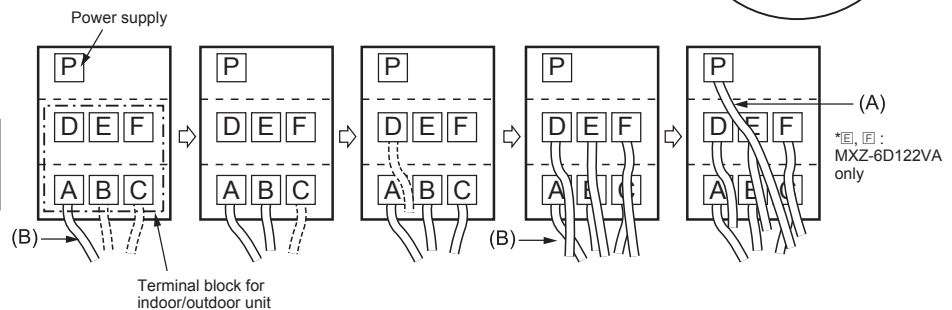 Power supply
P P P P P
(A)
D E F D E F D E F D E F D E F
*E, F :
MXZ-6D122VA
only
A B C A B C A B C A B C A B
(B) (B)
Terminal block for
indoor/outdoor unit